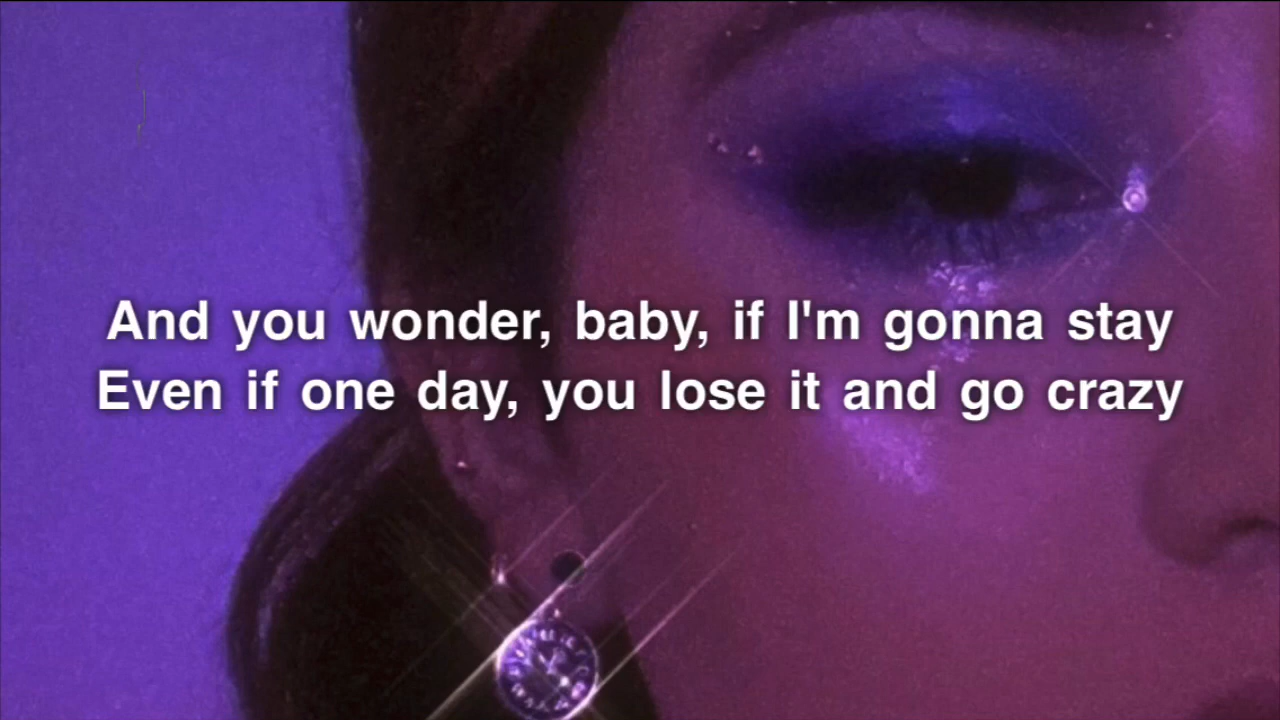 And you wonder, baby, if I'm gonna stay
Even if one day, you lose it and go crazy